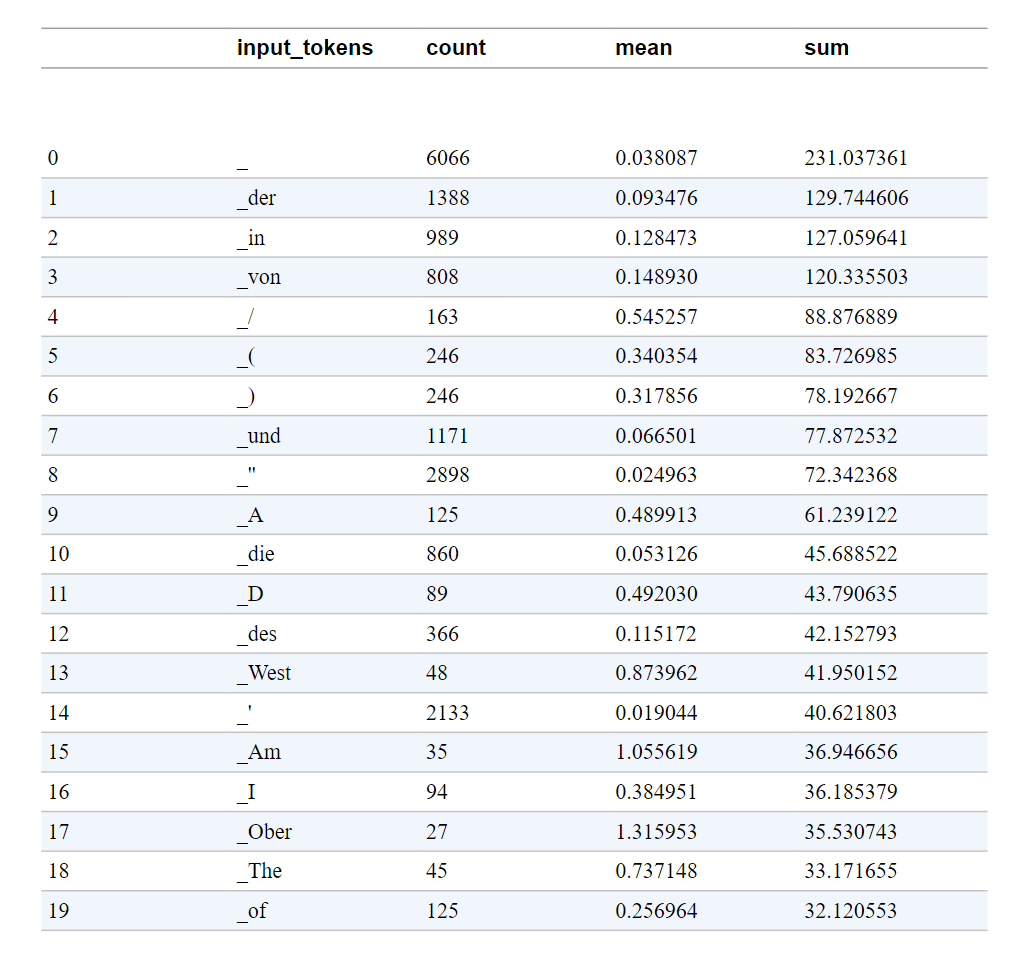 input_tokens count mean sum
0 _ 6066 0.038087 231.037361
1 _der 1388 0.093476 129.744606
2 _in 989 0.128473 127.059641
3 _von 808 0.148930 120.335503
4 _/ 163 0.545257 88.876889
5 _( 246 0.340354 83.726985
6 _) 246 0.317856 78.192667
7 _und 1171 0.066501 77.872532
8 _" 2898 0.024963 72.342368
9 _A 125 0.489913 61.239122
10 _die 860 0.053126 45.688522
11 _D 89 0.492030 43.790635
12 _des 366 0.115172 42.152793
13 _West 48 0.873962 41.950152
14 _' 2133 0.019044 40.621803
15 _Am 35 1.055619 36.946656
16 _I 94 0.384951 36.185379
17 _Ober 27 1.315953 35.530743
18 _The 45 0.737148 33.171655
19 _of 125 0.256964 32.120553